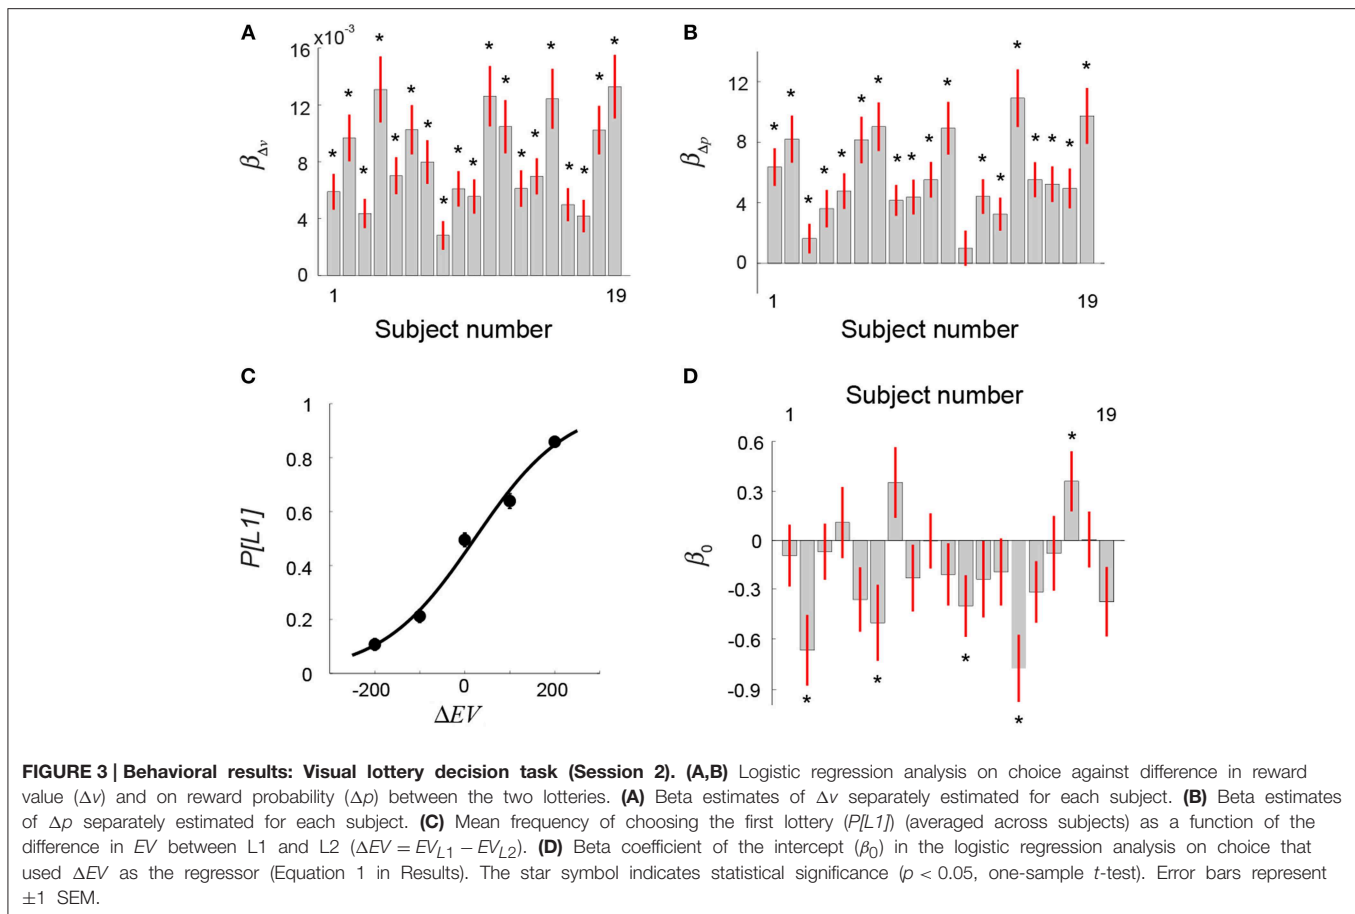 A
×10-3
16
12
8
4
0
βΔv
* * * * * * * * * * * * * * * * *
1
19
Subject number
B
12
8
4
0
βΔp
* * * * * * * * * * * * * * * * * *
1
19
Subject number
C
1
0.8
0.6
0.4
0.2
0
P[L1]
-200
0
200
ΔEV
D
Subject number
1
19
0.6
0.3
0
-0.3
-0.6
-0.9
β0
* * * * *
FIGURE 3 | Behavioral results: Visual lottery decision task (Session 2). (A,B) Logistic regression analysis on choice against difference in reward
value (Δv) and on reward probability (Δp) between the two lotteries. (A) Beta estimates of Δv separately estimated for each subject. (B) Beta estimates
of Δp separately estimated for each subject. (C) Mean frequency of choosing the first lottery (P[L1]) (averaged across subjects) as a function of the
difference in EV between L1 and L2 (ΔEV = EVL1 − EVL2). (D) Beta coefficient of the intercept (β0) in the logistic regression analysis on choice that
used ΔEV as the regressor (Equation 1 in Results). The star symbol indicates statistical significance (p < 0.05, one-sample t-test). Error bars represent
±1 SEM.